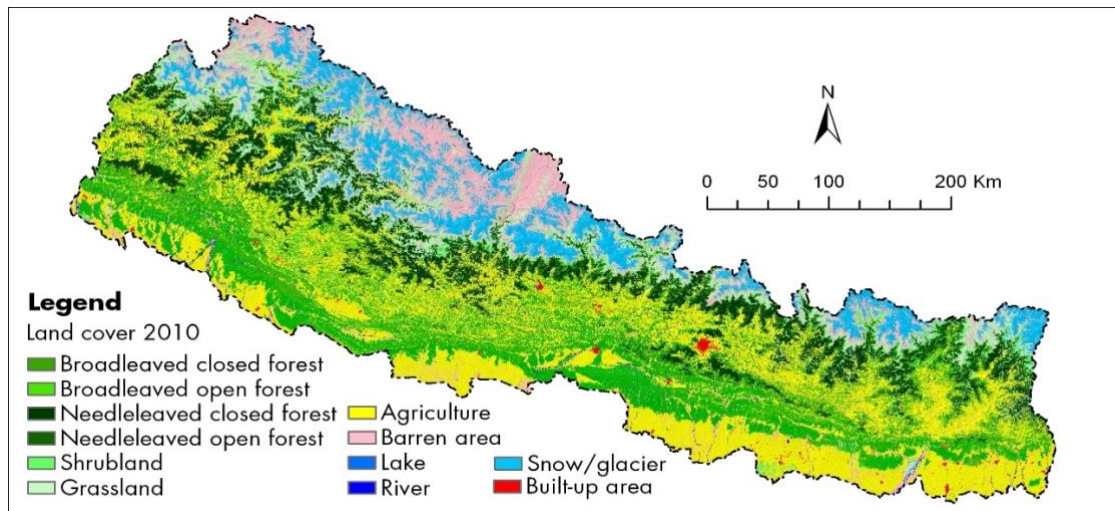 N
0 50 100 200 Km
Legend
Land cover 2010
Broadleaved closed forest
Broadleaved open forest
Needleleaved closed forest
Needleleaved open forest
Shrubland
Grassland
Agriculture
Barren area
Lake
River
Snow/glacier
Built-up area